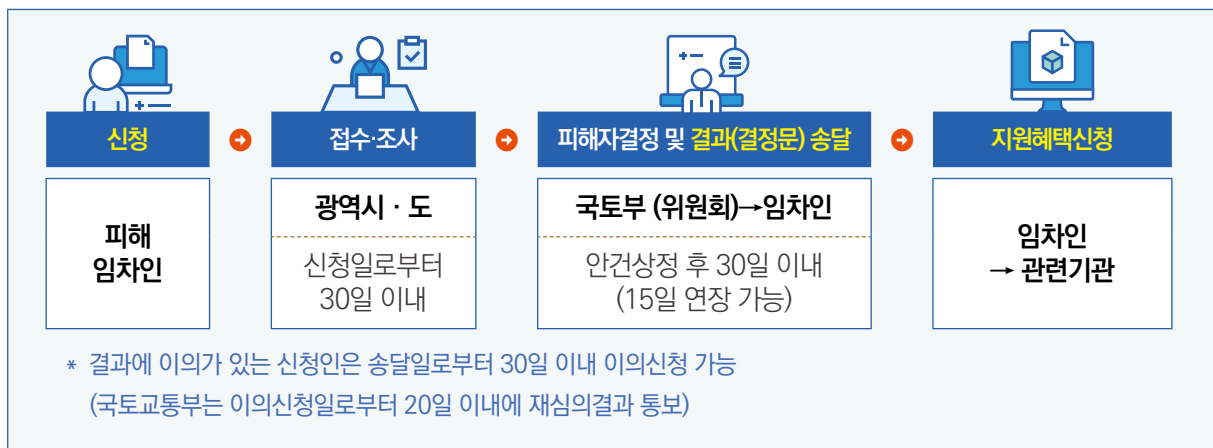 신청
접수·조사
피해자결정 및 결과(결정문) 송달
지원혜택신청
피해
임차인
광역시 · 도
신청일로부터
30일 이내
국토부 (위원회)→임차인
안건상정 후 30일 이내
(15일 연장 가능)
임차인
→ 관련기관
* 결과에 이의가 있는 신청인은 송달일로부터 30일 이내 이의신청 가능
(국토교통부는 이의신청일로부터 20일 이내에 재심의결과 통보)